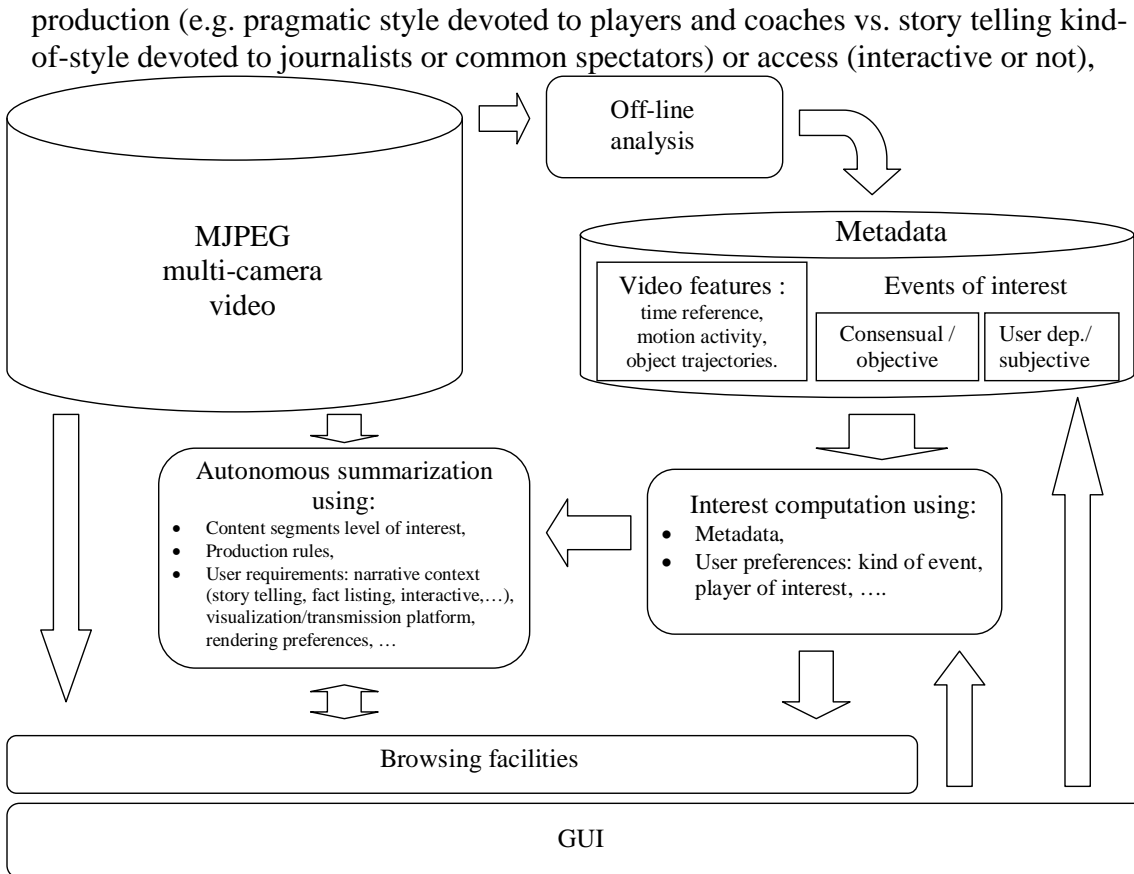 production (e.g. pragmatic style devoted to players and coaches vs. story telling kind-
of-style devoted to journalists or common spectators) or access (interactive or not),
Off-line
analysis
MJPEG
multi-camera
video
Metadata
Video features :
time reference,
motion activity,
object trajectories.
Events of interest
Consensual /
objective
User dep./
subjective
Autonomous summarization
using:
• Content segments level of interest,
• Production rules,
• User requirements: narrative context
(story telling, fact listing, interactive,…),
visualization/transmission platform,
rendering preferences, …
Interest computation using:
• Metadata,
• User preferences: kind of event,
player of interest, ….
Browsing facilities
GUI